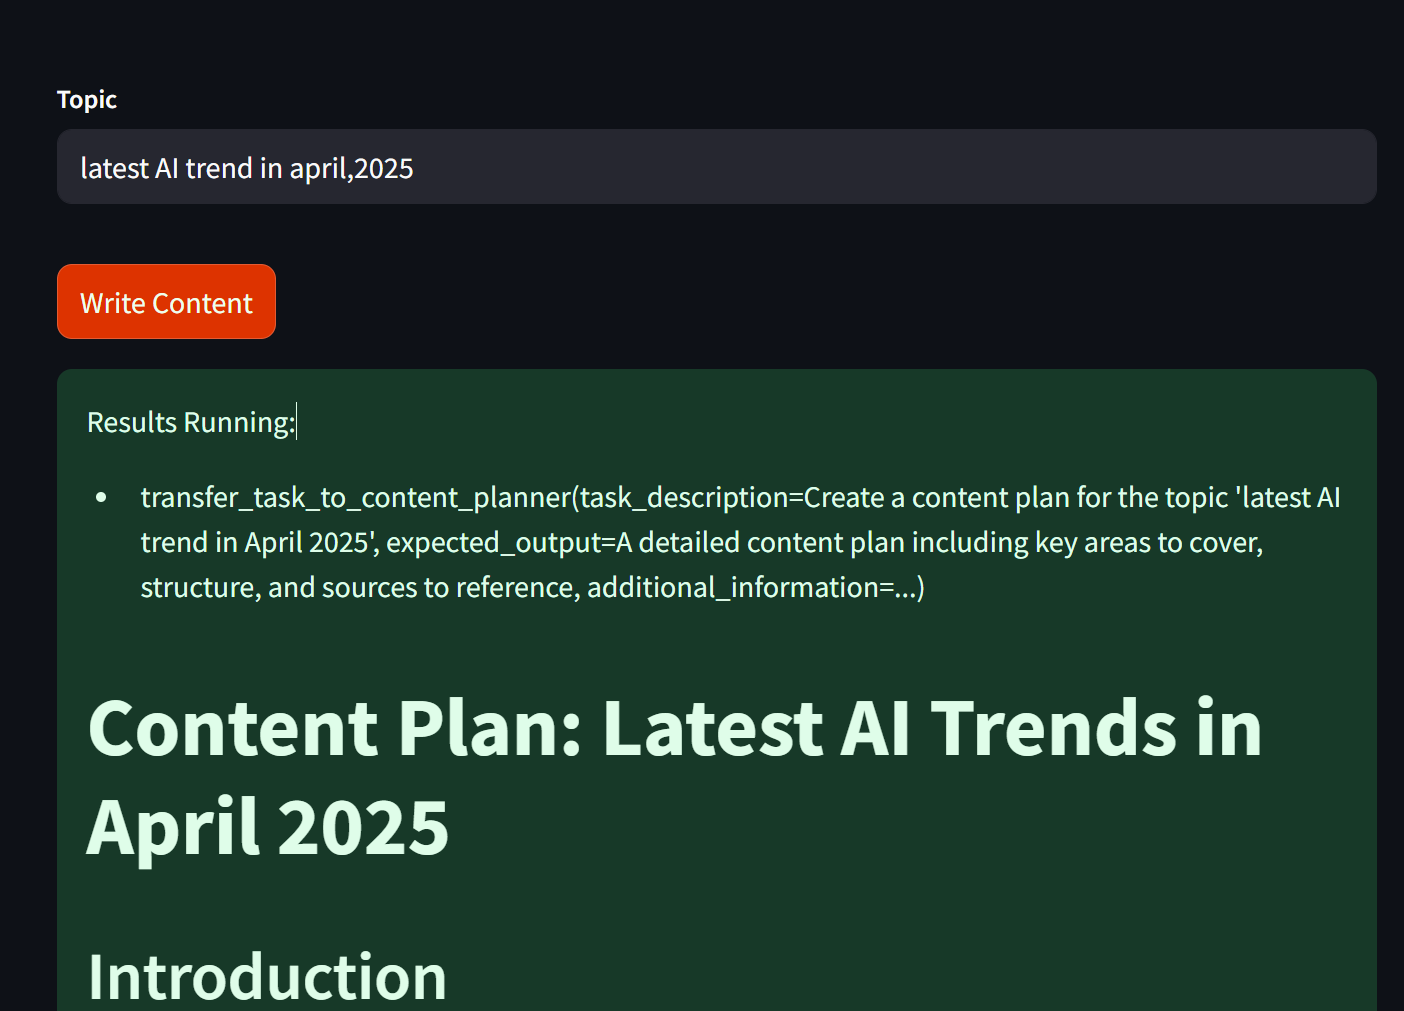 Topic
latest AI trend in april,2025
Write Content
Results Running:
transfer_task_to_content_planner(task_description=Create a content plan for the topic 'latest AI
trend in April 2025', expected_output=A detailed content plan including key areas to cover,
structure, and sources to reference, additional_information=...)
Content Plan: Latest AI Trends in
April 2025
Introduction